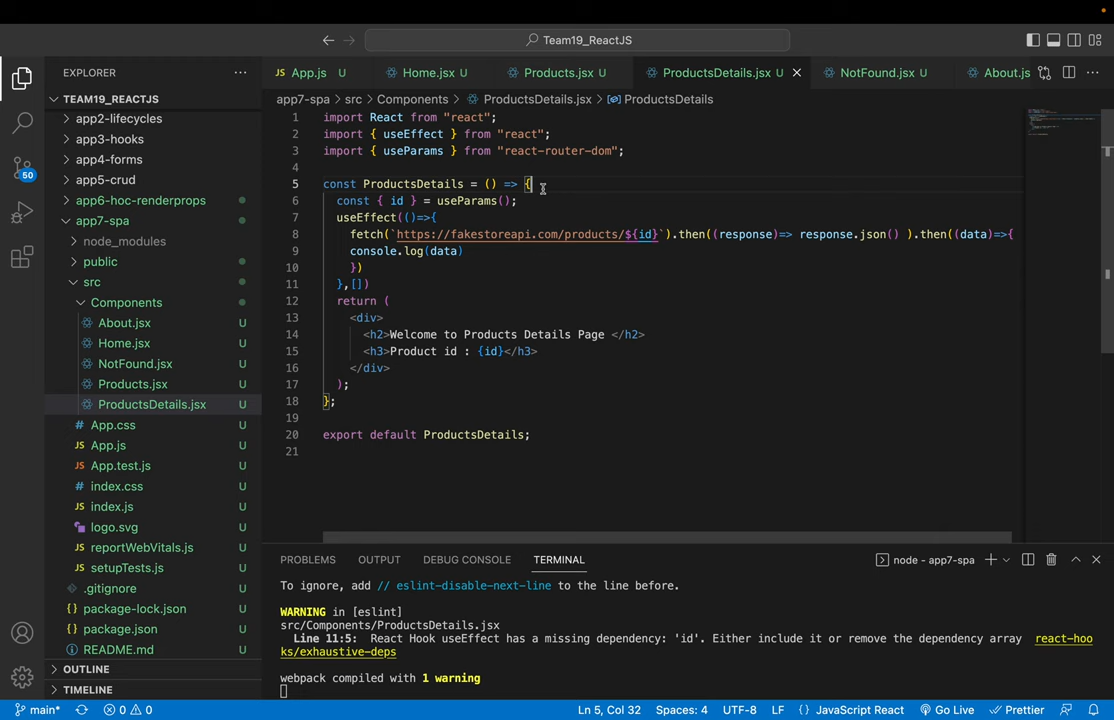 Team19_ReactJS
EXPLORER
App.js U
Home.jsx U
Products.jsx U
ProductsDetails.jsx U
NotFound.jsx U
About.js
TEAM19_REACTJS
app2-lifecycles
app3-hooks
app4-forms
app5-crud
app6-hoc-renderprops
app7-spa
node_modules
public
src
Components
About.jsx U
Home.jsx U
NotFound.jsx U
Products.jsx U
ProductsDetails.jsx U
# App.css U
JS App.js U
JS App.test.js U
# index.css U
JS index.js U
logo.svg U
JS reportWebVitals.js U
JS setupTests.js U
.gitignore U
{} package-lock.json U
{} package.json U
README.md U
OUTLINE
TIMELINE
50
app7-spa > src > Components > ProductsDetails.jsx > ProductsDetails
1 import React from "react";
2 import { useEffect } from "react";
3 import { useParams } from "react-router-dom";
4
5 const ProductsDetails = () => {
6 const { id } = useParams();
7 useEffect(()=>{
8 fetch(`https://fakestoreapi.com/products/${id}`).then((response)=> response.json() ).then((data)=>{
9 console.log(data)
10 })
11 },[])
12 return (
13 <div>
14 <h2>Welcome to Products Details Page </h2>
15 <h3>Product id : {id}</h3>
16 </div>
17 );
18 };
19
20 export default ProductsDetails;
21
PROBLEMS OUTPUT DEBUG CONSOLE TERMINAL
node - app7-spa
To ignore, add // eslint-disable-next-line to the line before.
WARNING in [eslint]
src/Components/ProductsDetails.jsx
Line 11:5: React Hook useEffect has a missing dependency: 'id'. Either include it or remove the dependency array react-hoo
ks/exhaustive-deps
webpack compiled with 1 warning
main* 0 0 Ln 5, Col 32 Spaces: 4 UTF-8 LF {} JavaScript React Go Live Prettier